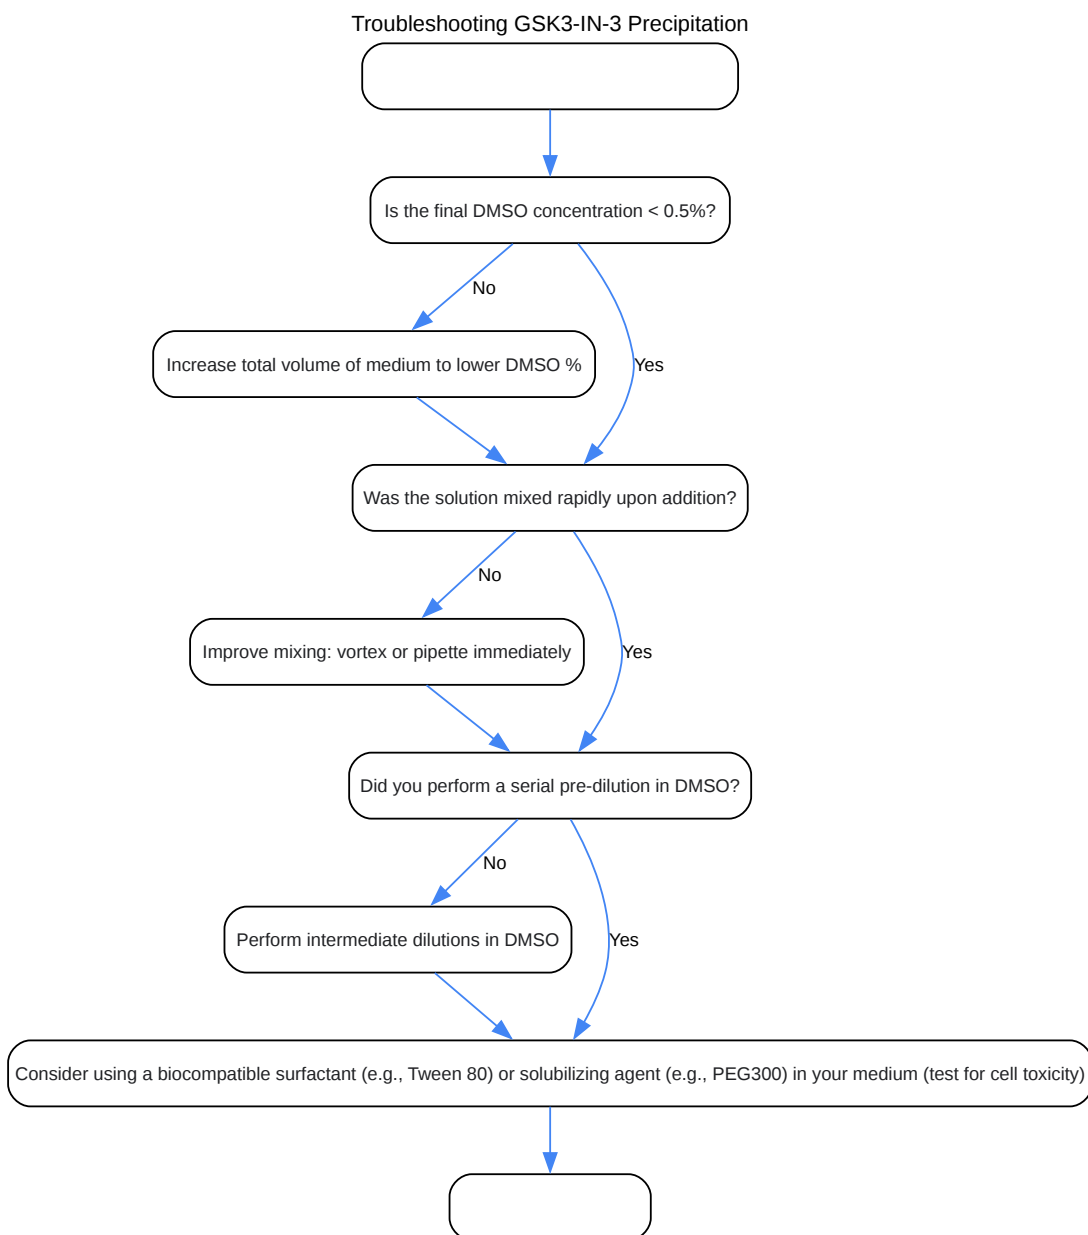 Troubleshooting GSK3-IN-3 Precipitation
Is the final DMSO concentration < 0.5%?
No
Increase total volume of medium to lower DMSO %
Yes
Was the solution mixed rapidly upon addition?
No
Improve mixing: vortex or pipette immediately
Yes
Did you perform a serial pre-dilution in DMSO?
No
Perform intermediate dilutions in DMSO
Yes
Consider using a biocompatible surfactant (e.g., Tween 80) or solubilizing agent (e.g., PEG300) in your medium (test for cell toxicity)